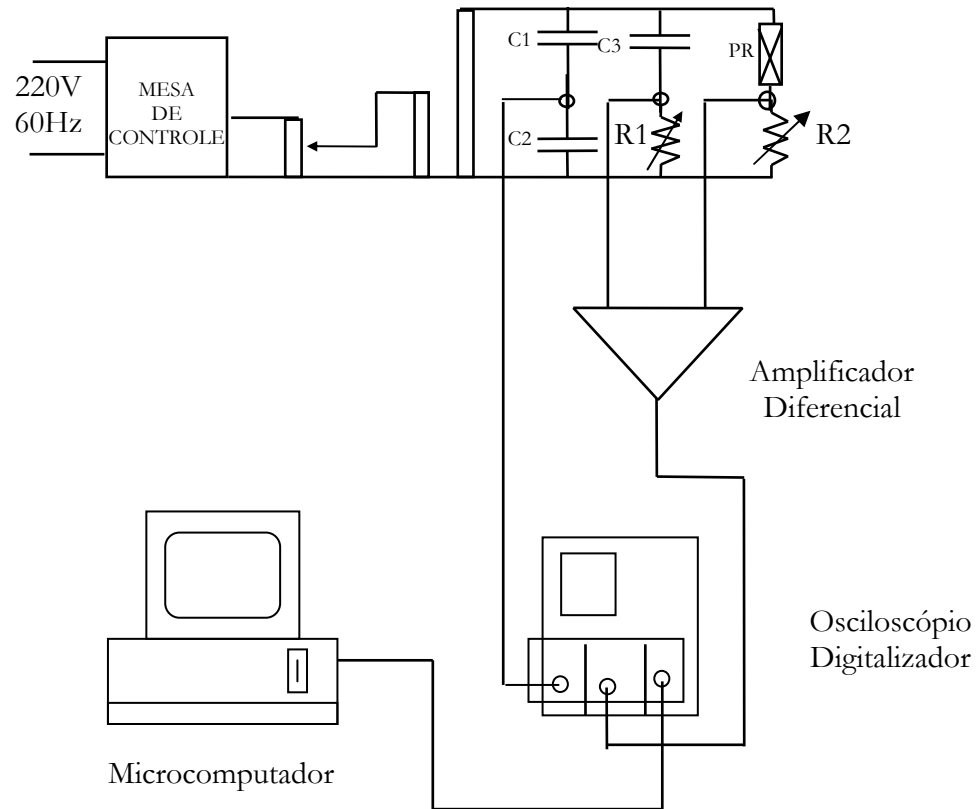 220V
60Hz
MESA
DE
CONTROLE
C1
C3
PR
C2
R1
R2
Amplificador
Diferencial
Osciloscópio
Digitalizador
Microcomputador